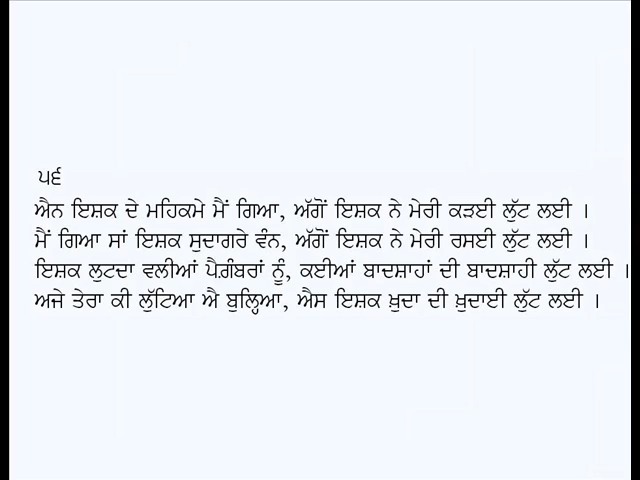 ੫੬
ਐਨ ਇਸ਼ਕ ਦੇ ਮਹਿਕਮੇ ਮੈਂ ਗਿਆ, ਅੱਗੋਂ ਇਸ਼ਕ ਨੇ ਮੇਰੀ ਕੜਈ ਲੁੱਟ ਲਈ ।
ਮੈਂ ਗਿਆ ਸਾਂ ਇਸ਼ਕ ਸੁਦਾਗਰੇ ਵੰਨ, ਅੱਗੋਂ ਇਸ਼ਕ ਨੇ ਮੇਰੀ ਰਸਈ ਲੁੱਟ ਲਈ ।
ਇਸ਼ਕ ਲੁਟਦਾ ਵਲੀਆਂ ਪੈਗ਼ੰਬਰਾਂ ਨੂੰ, ਕਈਆਂ ਬਾਦਸ਼ਾਹਾਂ ਦੀ ਬਾਦਸ਼ਾਹੀ ਲੁੱਟ ਲਈ ।
ਅਜੇ ਤੇਰਾ ਕੀ ਲੁੱਟਿਆ ਐ ਬੁਲ੍ਹਿਆ, ਐਸ ਇਸ਼ਕ ਖ਼ੁਦਾ ਦੀ ਖ਼ੁਦਾਈ ਲੁੱਟ ਲਈ ।